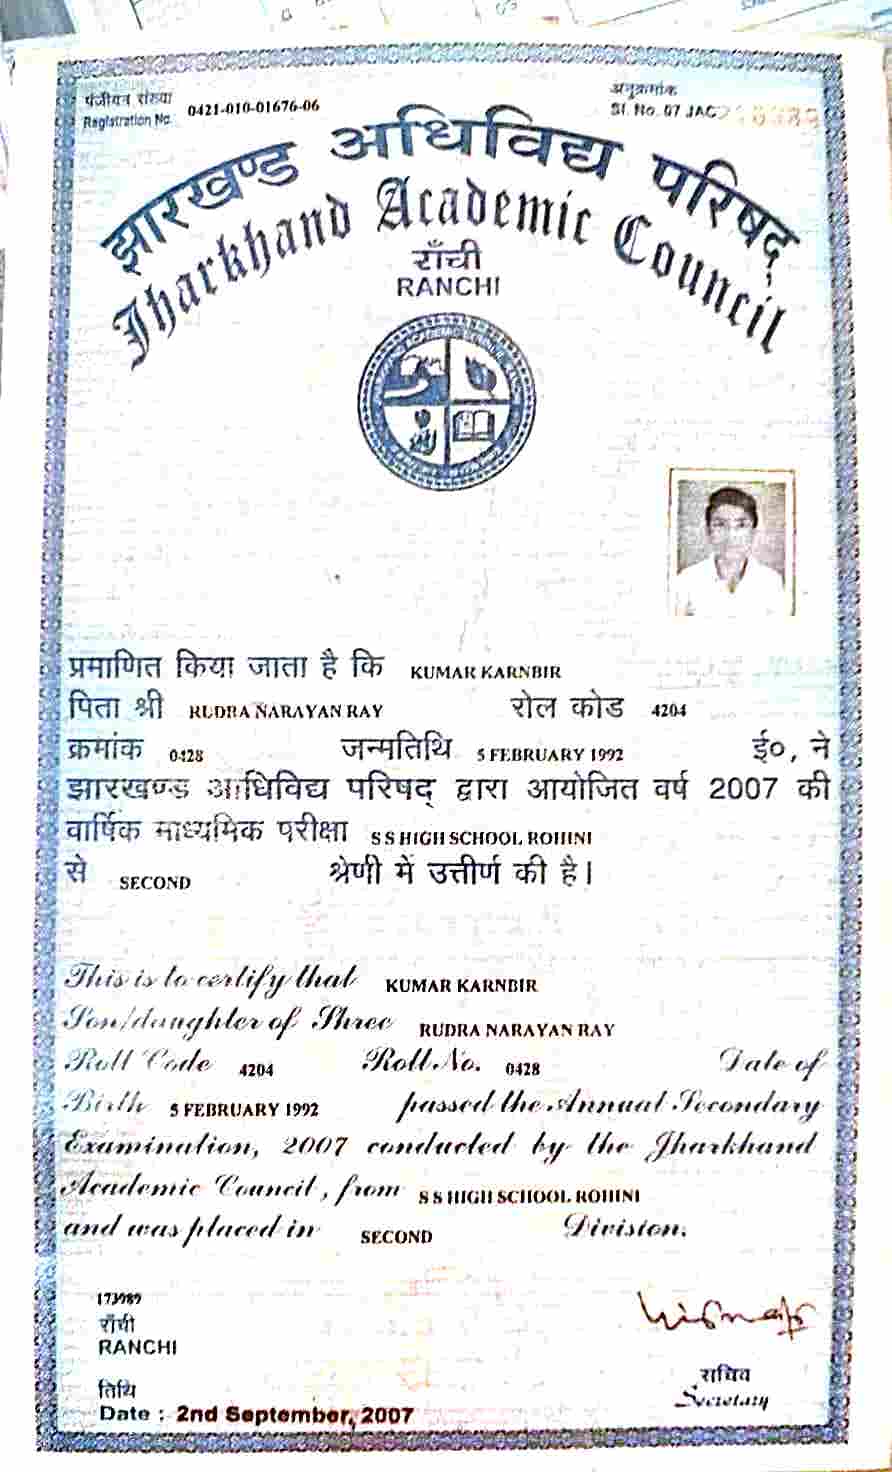 पंजीयन संख्या
Registration No. 0421-010-01676-06
अनुक्रमांक
Sl. No. 07 JAC
झारखण्ड अधिविद्य परिषद्
Jharkhand Academic Council
राँची
RANCHI
प्रमाणित किया जाता है कि KUMAR KARNBIR
पिता श्री RUDRA NARAYAN RAY रोल कोड 4204
क्रमांक 0428 जन्मतिथि 5 FEBRUARY 1992 ई०, ने
झारखण्ड अधिविद्य परिषद् द्वारा आयोजित वर्ष 2007 की
वार्षिक माध्यमिक परीक्षा S S HIGH SCHOOL ROHINI
से SECOND श्रेणी में उत्तीर्ण की है।
This is to certify that KUMAR KARNBIR
Son/daughter of Shree RUDRA NARAYAN RAY
Roll Code 4204 Roll No. 0428 Date of
Birth 5 FEBRUARY 1992 passed the Annual Secondary
Examination, 2007 conducted by the Jharkhand
Academic Council, from S S HIGH SCHOOL ROHINI
and was placed in SECOND Division.
173989
राँची
RANCHI
सचिव
Secretary
तिथि
Date : 2nd September, 2007